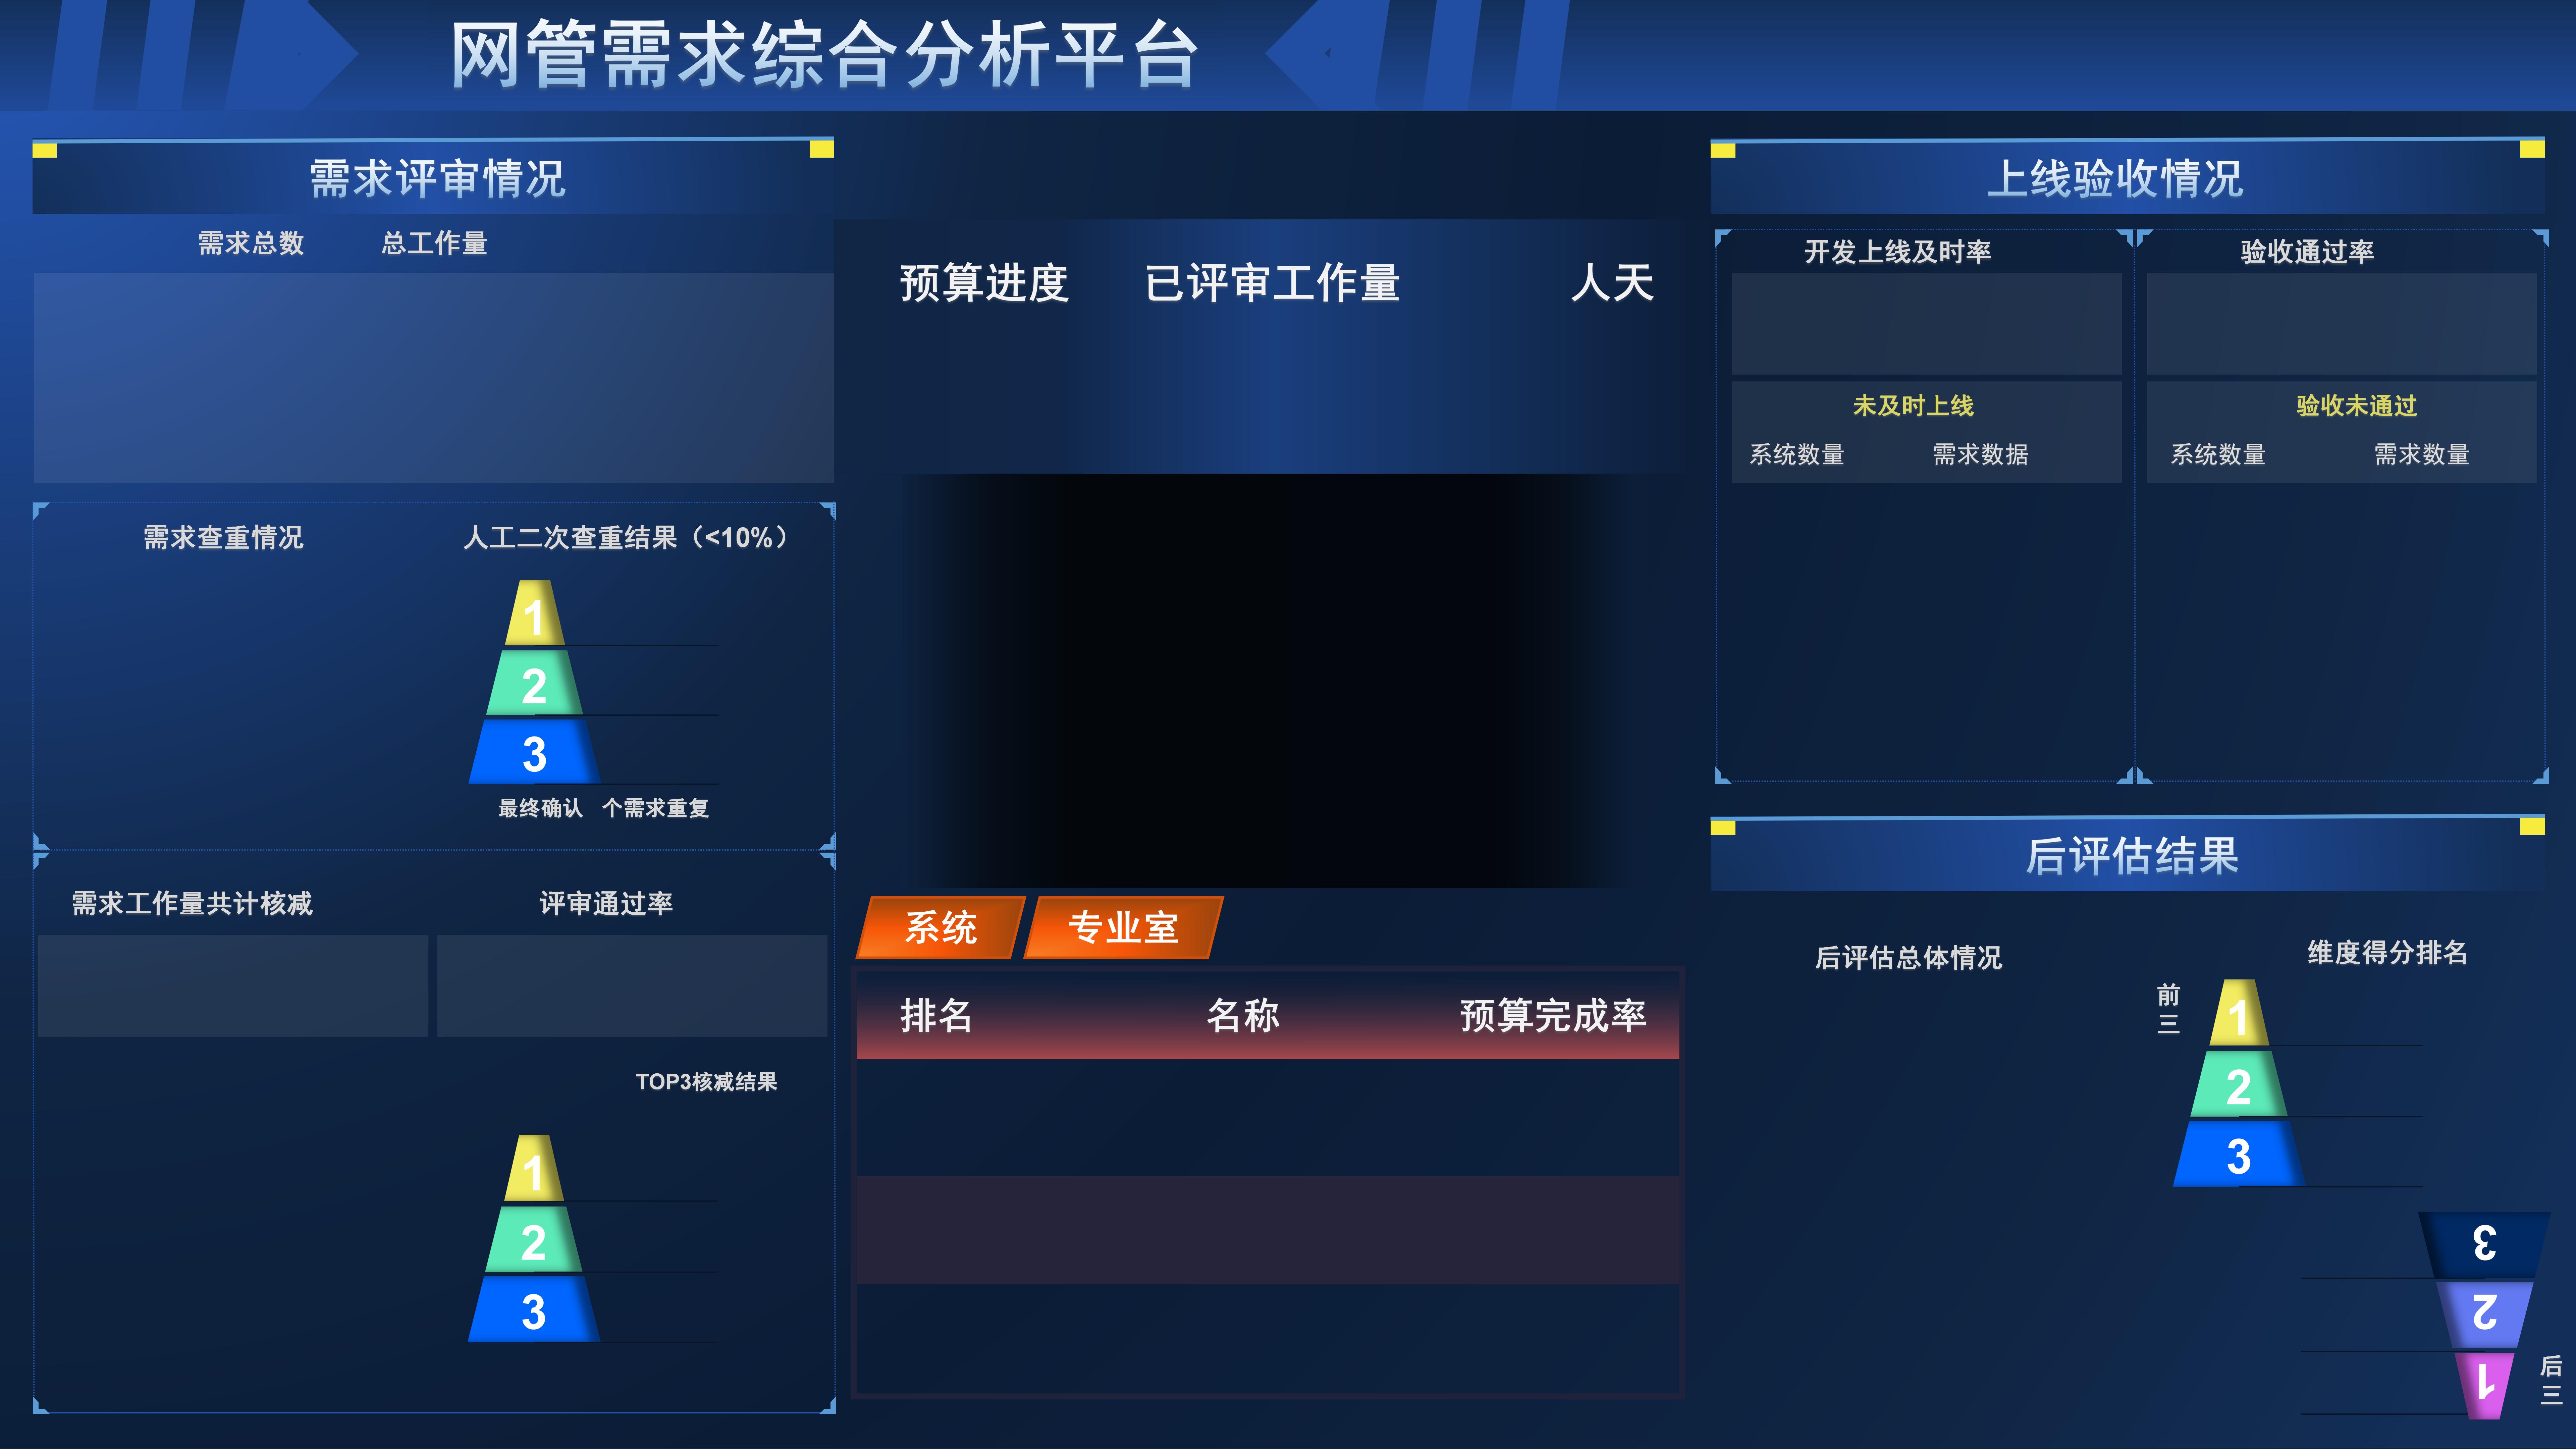 网管需求综合分析平台
需求评审情况
需求总数 总工作量
需求查重情况 人工二次查重结果（<10%）
1
2
3
最终确认 个需求重复
需求工作量共计核减 评审通过率
TOP3核减结果
1
2
3
预算进度 已评审工作量 人天
系统 专业室
排名 名称 预算完成率
上线验收情况
开发上线及时率 验收通过率
未及时上线 验收未通过
系统数量 需求数据 系统数量 需求数量
后评估结果
后评估总体情况 维度得分排名
前三
1
2
3
3
2
1
后三